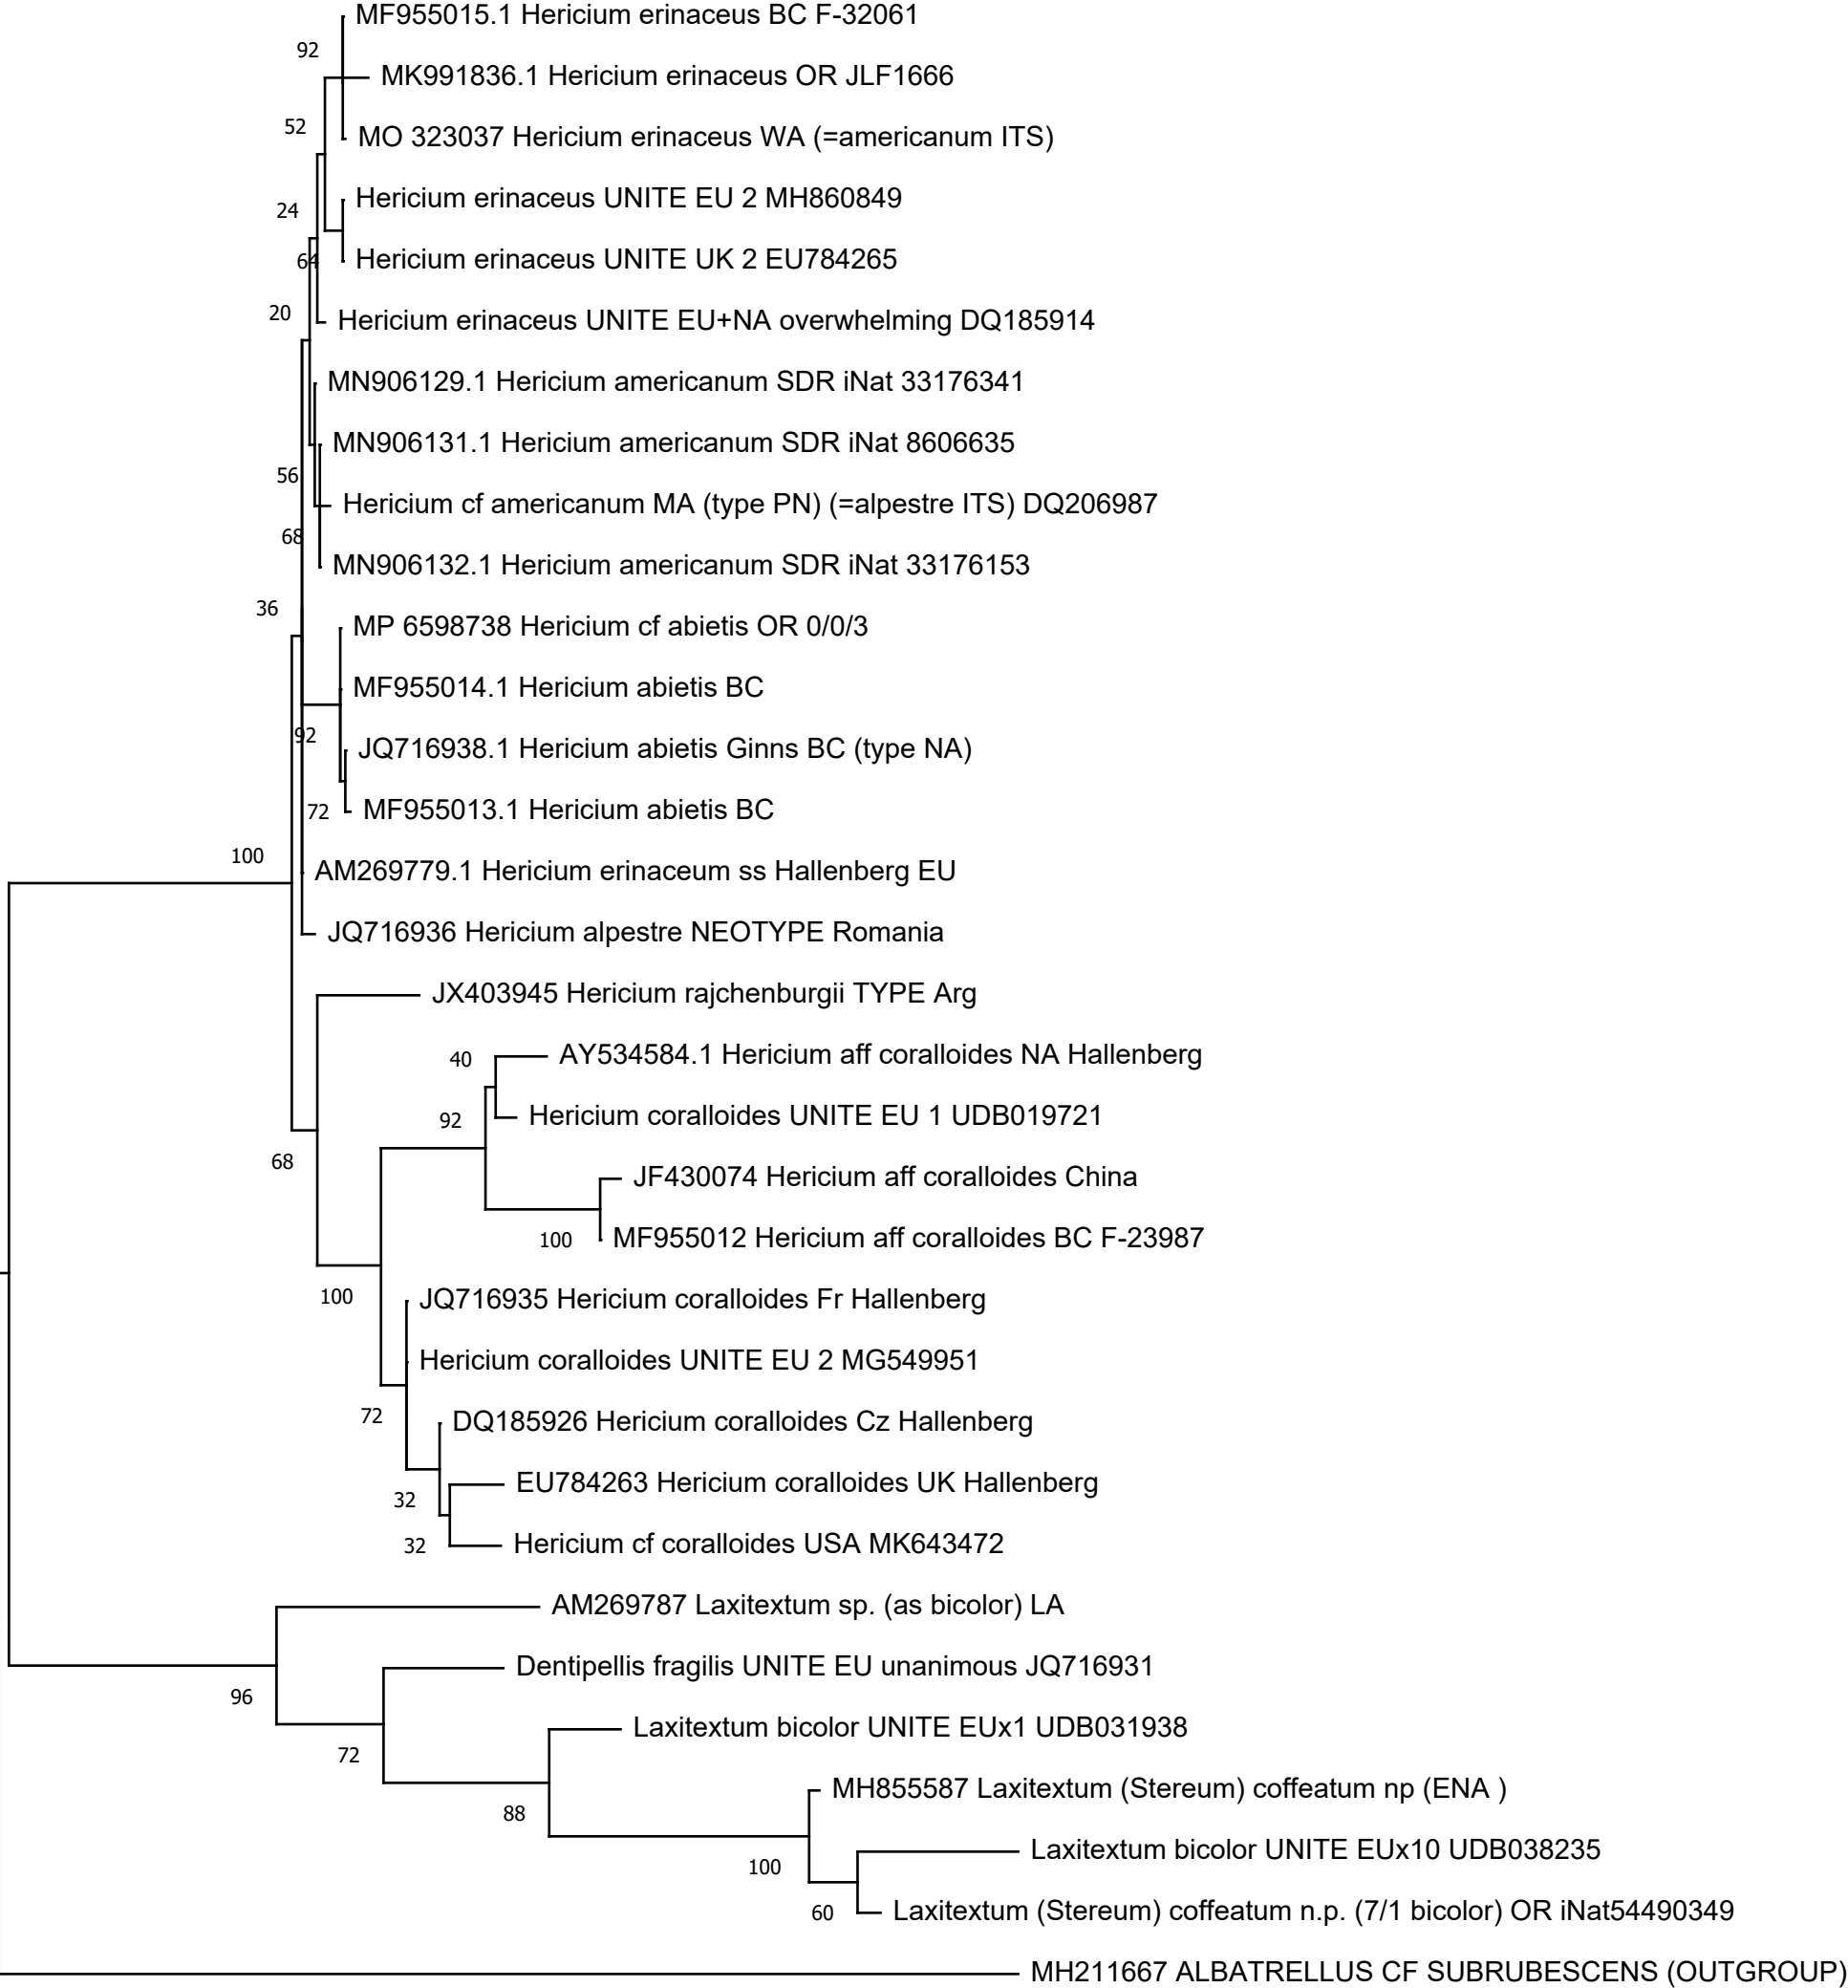 MF955015.1 Hericium erinaceus BC F-32061
92
MK991836.1 Hericium erinaceus OR JLF1666
52
MO 323037 Hericium erinaceus WA (=americanum ITS)
Hericium erinaceus UNITE EU 2 MH860849
24
64
Hericium erinaceus UNITE UK 2 EU784265
20
Hericium erinaceus UNITE EU+NA overwhelming DQ185914
MN906129.1 Hericium americanum SDR iNat 33176341
MN906131.1 Hericium americanum SDR iNat 8606635
56
Hericium cf americanum MA (type PN) (=alpestre ITS) DQ206987
68
MN906132.1 Hericium americanum SDR iNat 33176153
36
MP 6598738 Hericium cf abietis OR 0/0/3
MF955014.1 Hericium abietis BC
92
JQ716938.1 Hericium abietis Ginns BC (type NA)
72
MF955013.1 Hericium abietis BC
100
AM269779.1 Hericium erinaceum ss Hallenberg EU
JQ716936 Hericium alpestre NEOTYPE Romania
JX403945 Hericium rajchenburgii TYPE Arg
40
AY534584.1 Hericium aff coralloides NA Hallenberg
92
Hericium coralloides UNITE EU 1 UDB019721
68
JF430074 Hericium aff coralloides China
100
MF955012 Hericium aff coralloides BC F-23987
100
JQ716935 Hericium coralloides Fr Hallenberg
Hericium coralloides UNITE EU 2 MG549951
72
DQ185926 Hericium coralloides Cz Hallenberg
EU784263 Hericium coralloides UK Hallenberg
32
32
Hericium cf coralloides USA MK643472
AM269787 Laxitextum sp. (as bicolor) LA
Dentipellis fragilis UNITE EU unanimous JQ716931
96
Laxitextum bicolor UNITE EUx1 UDB031938
72
MH855587 Laxitextum (Stereum) coffeatum np (ENA )
88
Laxitextum bicolor UNITE EUx10 UDB038235
100
60
Laxitextum (Stereum) coffeatum n.p. (7/1 bicolor) OR iNat54490349
MH211667 ALBATRELLUS CF SUBRUBESCENS (OUTGROUP)